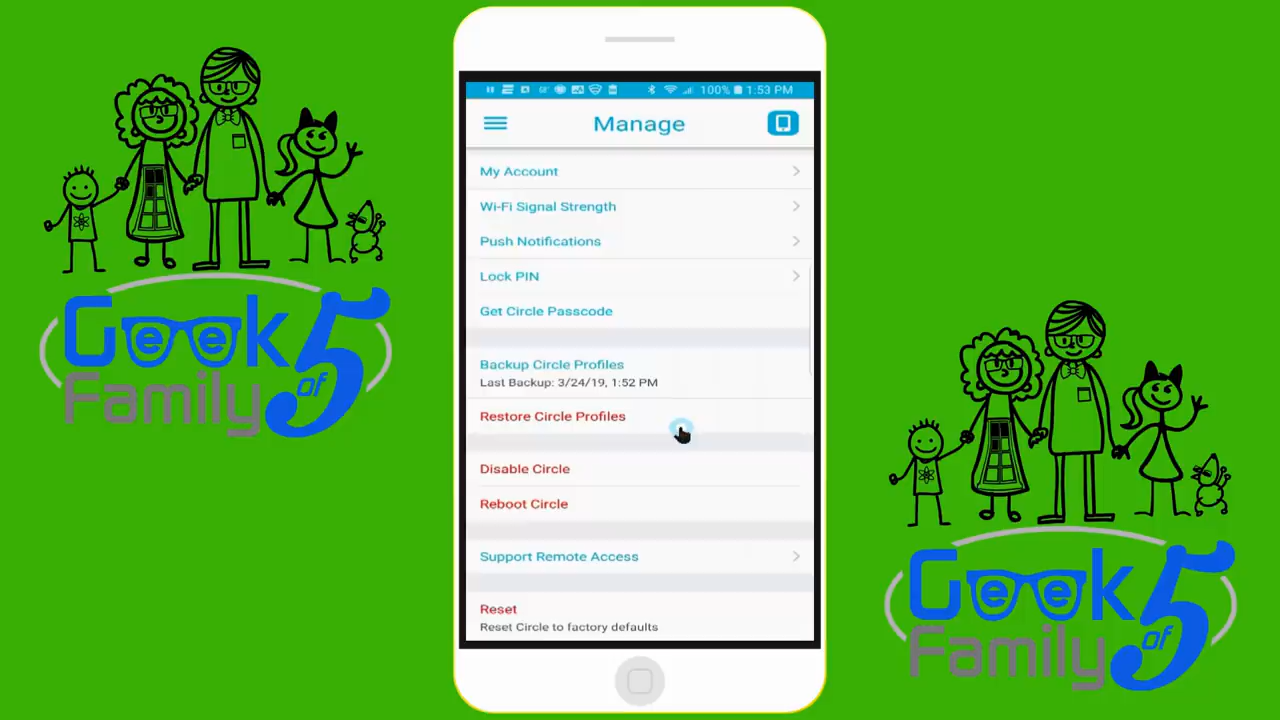 100% 1:53 PM
Manage
My Account
Wi-Fi Signal Strength
Push Notifications
Lock PIN
Get Circle Passcode
Backup Circle Profiles
Last Backup: 3/24/19, 1:52 PM
Restore Circle Profiles
Disable Circle
Reboot Circle
Support Remote Access
Reset
Reset Circle to factory defaults
Geek
Family of 5
Geek
Family of 5